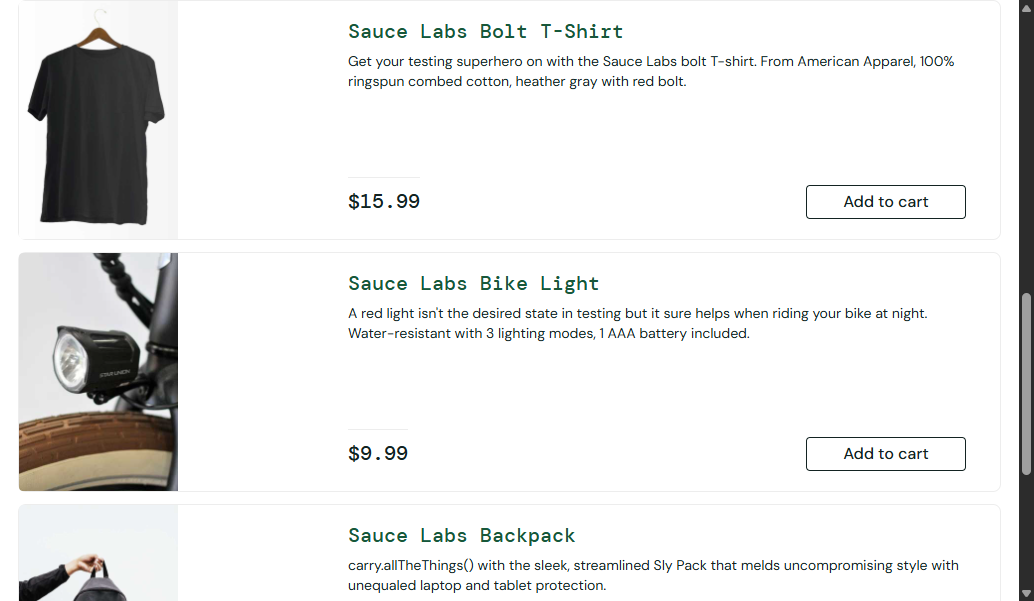 Sauce Labs Bolt T-Shirt
Get your testing superhero on with the Sauce Labs bolt T-shirt. From American Apparel, 100%
ringspun combed cotton, heather gray with red bolt.
$15.99
Add to cart
Sauce Labs Bike Light
A red light isn't the desired state in testing but it sure helps when riding your bike at night.
Water-resistant with 3 lighting modes, 1 AAA battery included.
$9.99
Add to cart
Sauce Labs Backpack
carry.allTheThings() with the sleek, streamlined Sly Pack that melds uncompromising style with
unequaled laptop and tablet protection.